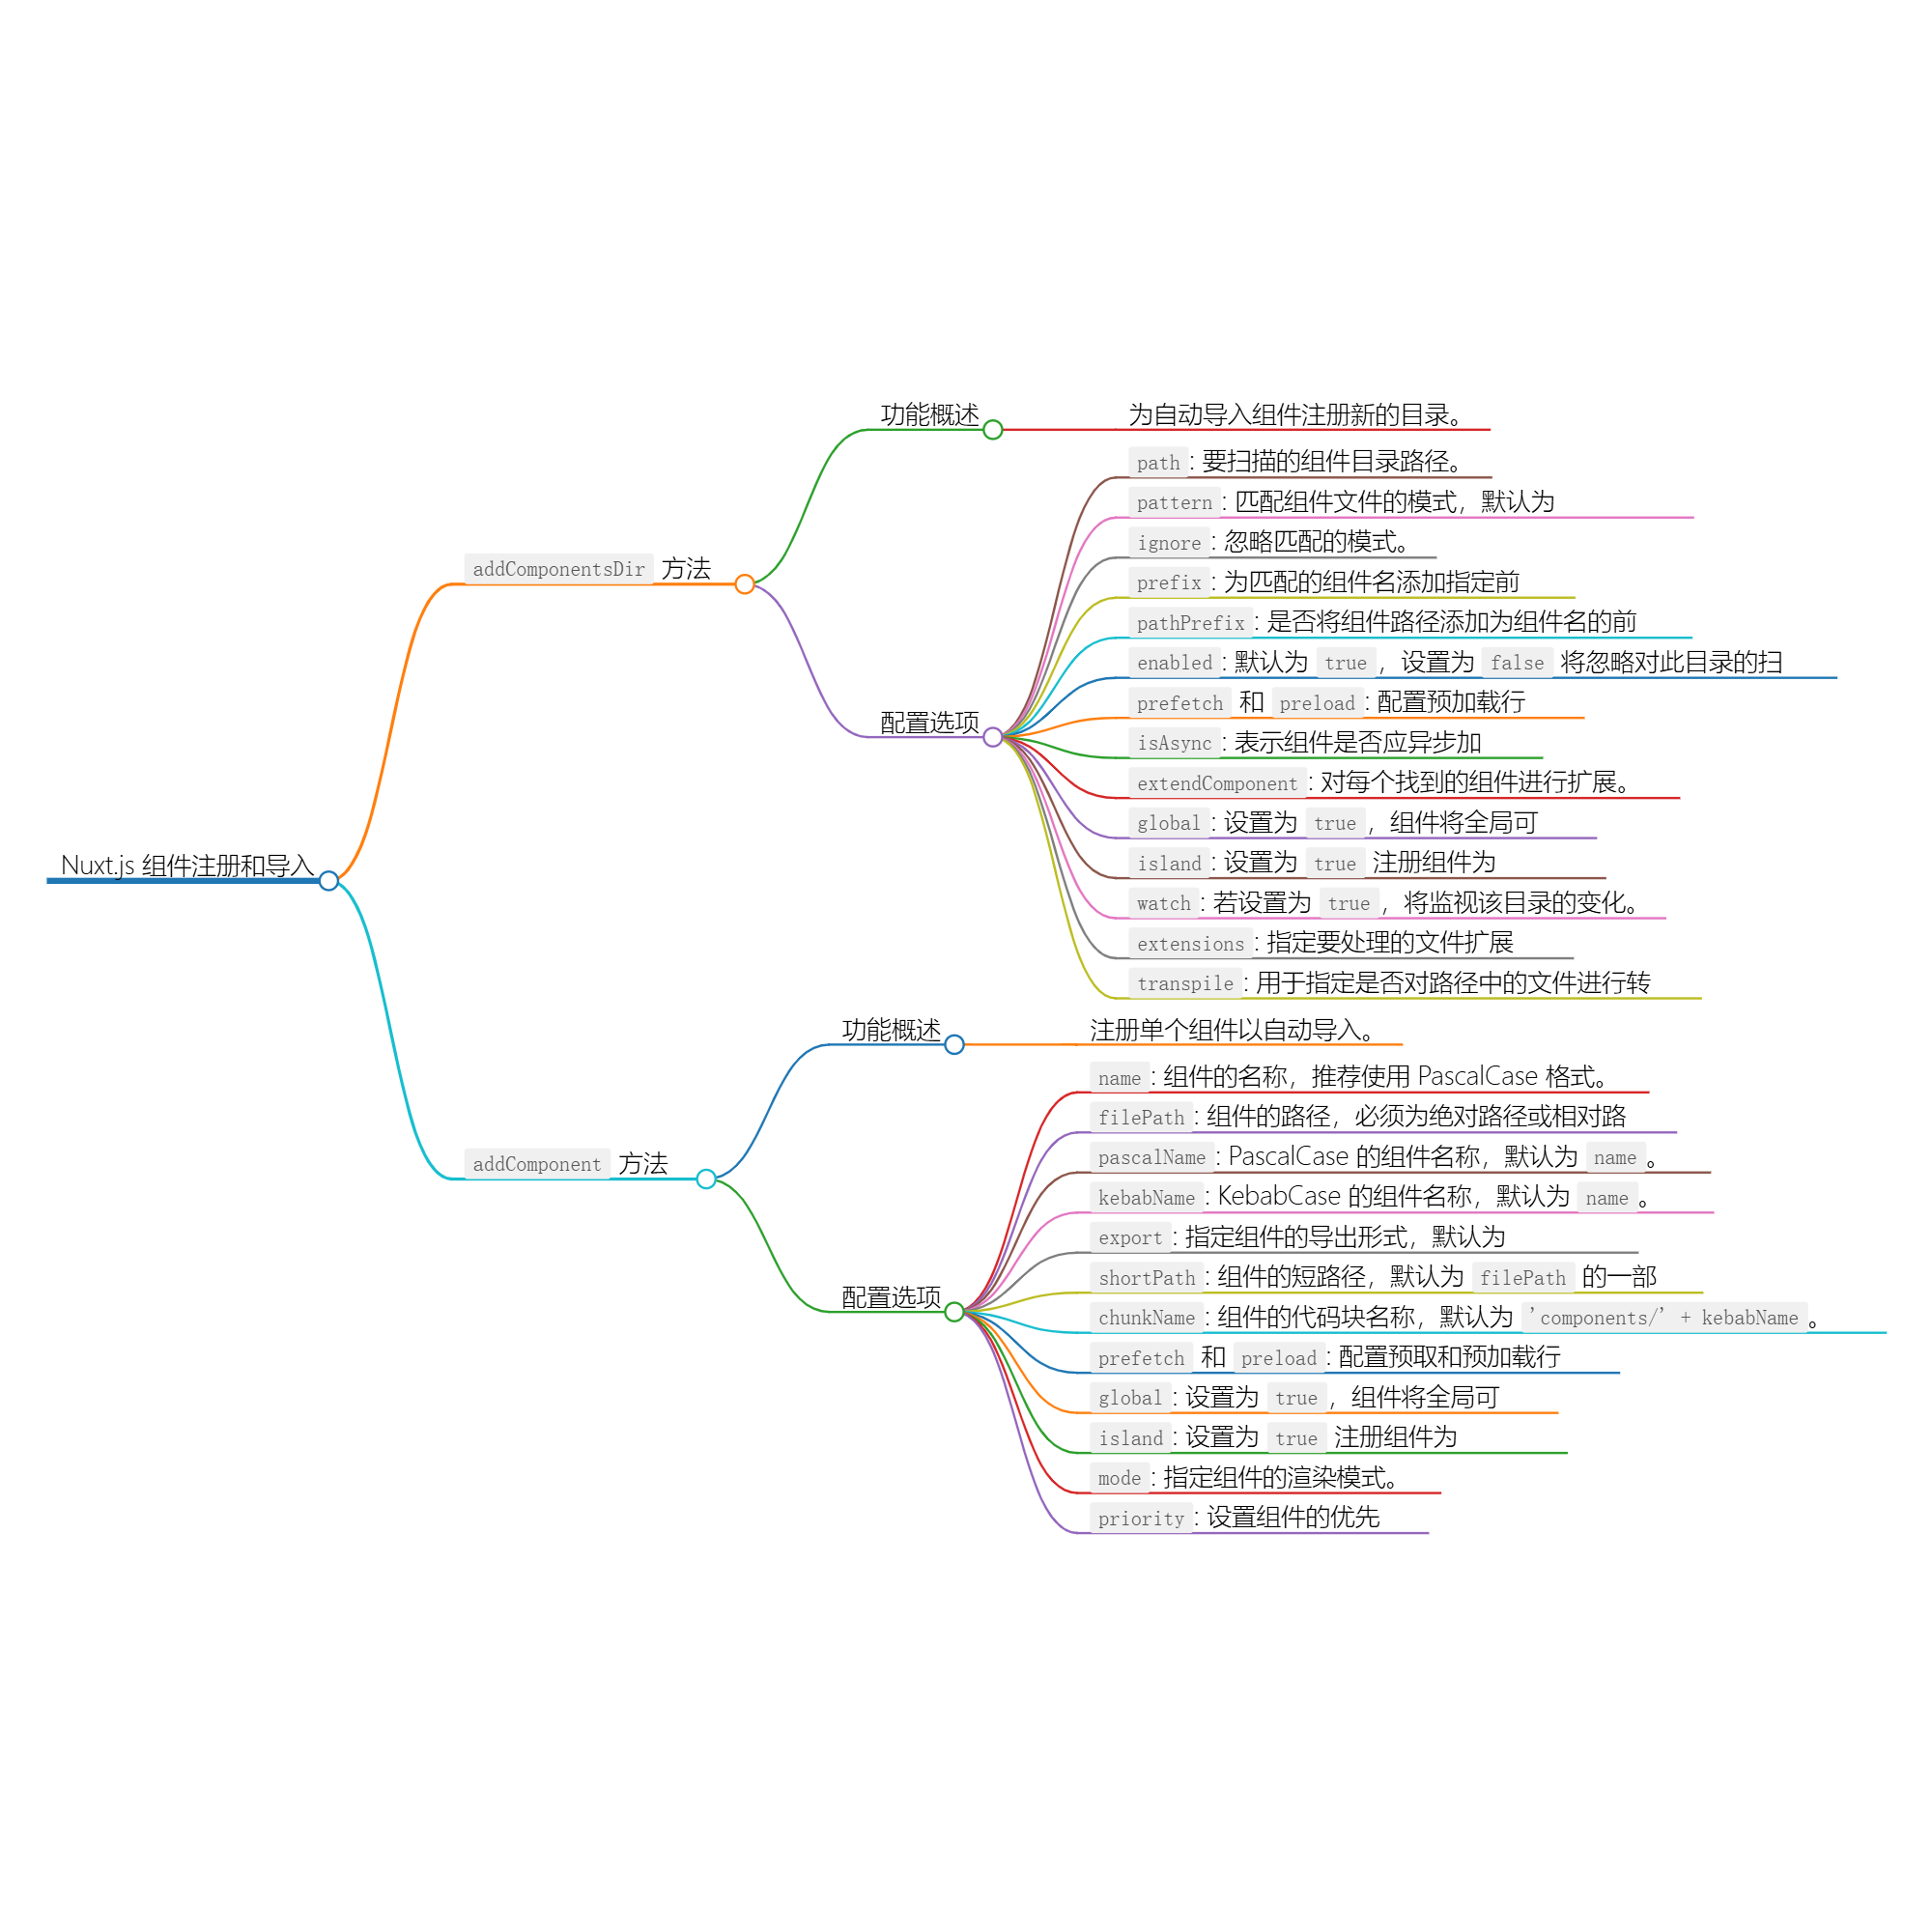 Nuxt.js 组件注册和导入
addComponentsDir 方法
功能概述
为自动导入组件注册新的目录。
配置选项
path: 要扫描的组件目录路径。
pattern: 匹配组件文件的模式，默认为
ignore: 忽略匹配的模式。
prefix: 为匹配的组件名添加指定前
pathPrefix: 是否将组件路径添加为组件名的前
enabled: 默认为 true，设置为 false 将忽略对此目录的扫
prefetch 和 preload: 配置预加载行
isAsync: 表示组件是否应异步加
extendComponent: 对每个找到的组件进行扩展。
global: 设置为 true，组件将全局可
island: 设置为 true 注册组件为
watch: 若设置为 true，将监视该目录的变化。
extensions: 指定要处理的文件扩展
transpile: 用于指定是否对路径中的文件进行转
addComponent 方法
功能概述
注册单个组件以自动导入。
配置选项
name: 组件的名称，推荐使用 PascalCase 格式。
filePath: 组件的路径，必须为绝对路径或相对路
pascalName: PascalCase 的组件名称，默认为 name。
kebabName: KebabCase 的组件名称，默认为 name。
export: 指定组件的导出形式，默认为
shortPath: 组件的短路径，默认为 filePath 的一部
chunkName: 组件的代码块名称，默认为 'components/' + kebabName。
prefetch 和 preload: 配置预取和预加载行
global: 设置为 true，组件将全局可
island: 设置为 true 注册组件为
mode: 指定组件的渲染模式。
priority: 设置组件的优先